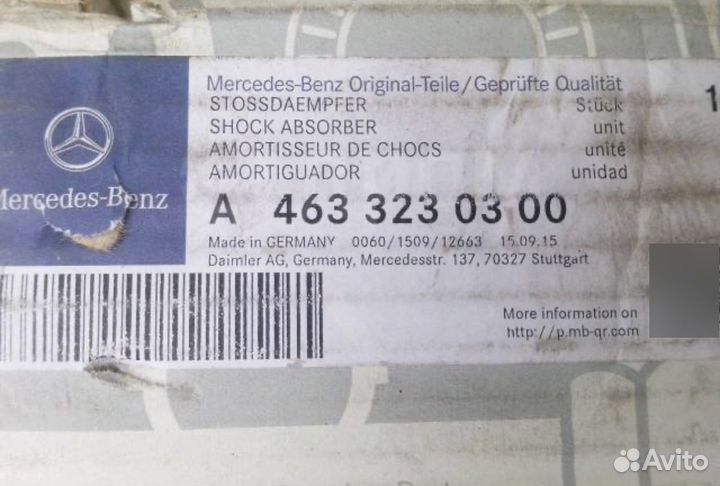 Mercedes-Benz Original-Teile/Geprüfte Qualität
STOSSDAEMPFER Stück 1
SHOCK ABSORBER unit
AMORTISSEUR DE CHOCS unité
AMORTIGUADOR unidad
Mercedes-Benz
A 463 323 03 00
Made in GERMANY 0060/1509/12663 15.09.15
Daimler AG, Germany, Mercedesstr. 137, 70327 Stuttgart
More information on
http://p.mb-qr.com
Avito